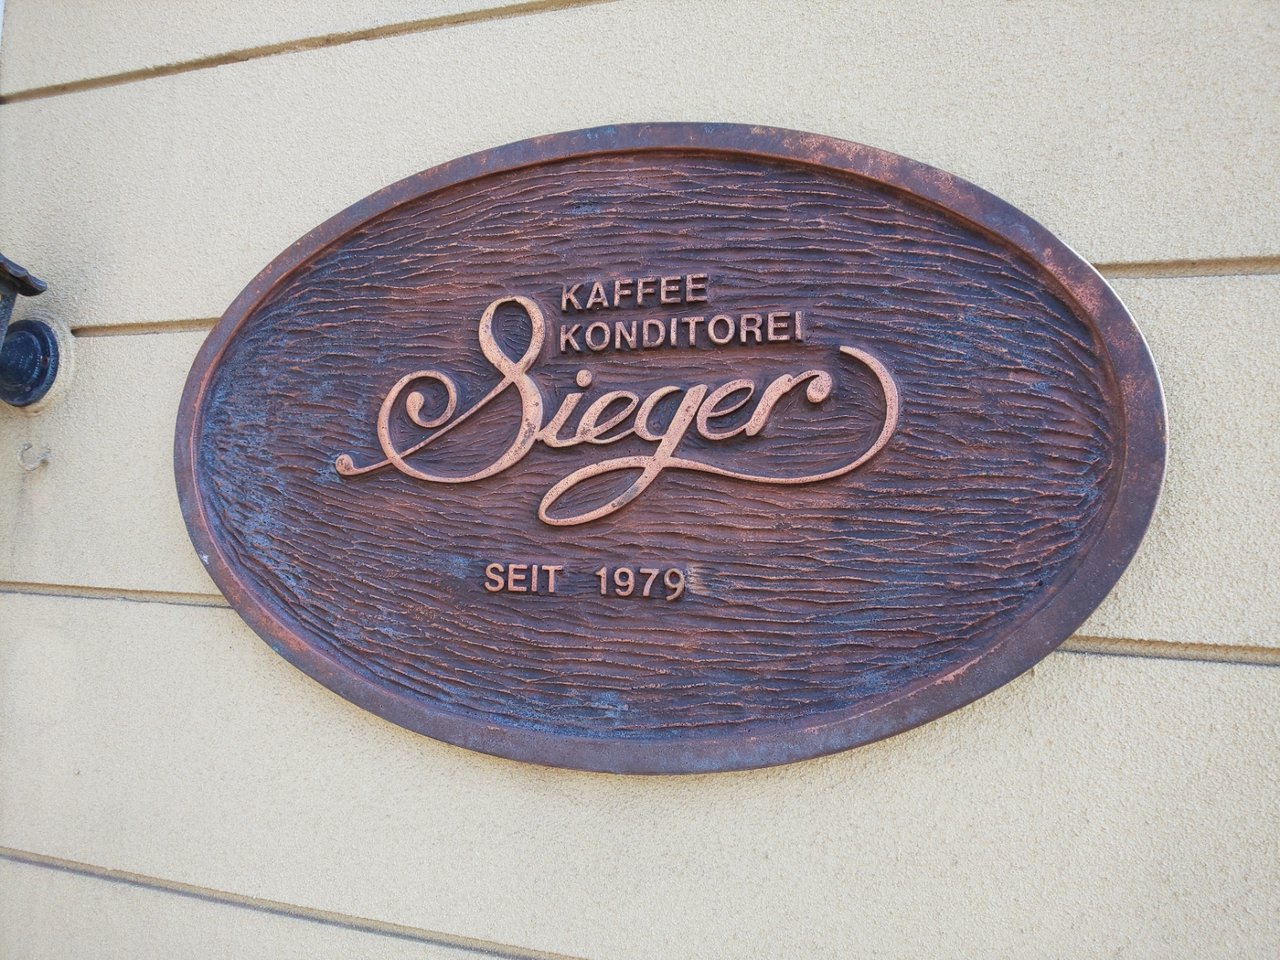 KAFFEE
KONDITOREI
Sieger
SEIT 1979